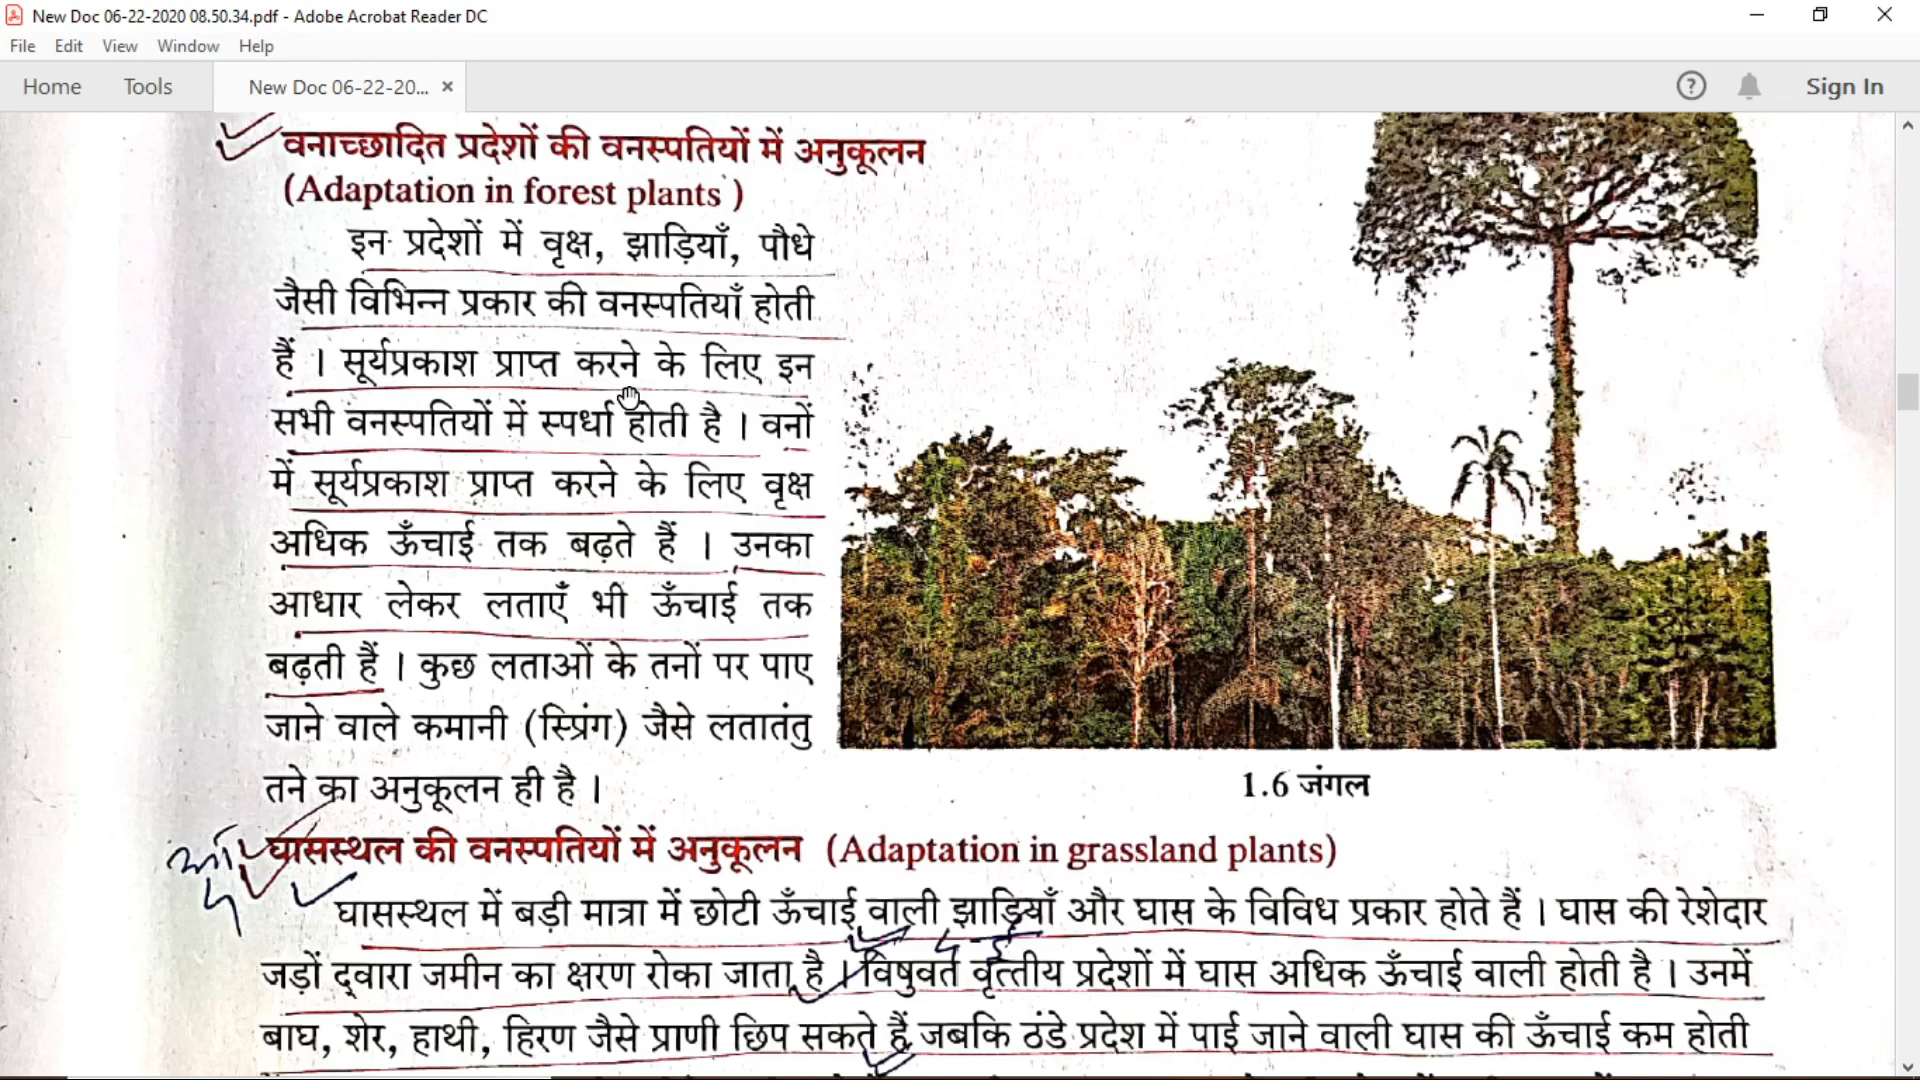 New Doc 06-22-2020 08.50.34.pdf - Adobe Acrobat Reader DC
File Edit View Window Help
Home Tools New Doc 06-22-20... × Sign In
वनाच्छादित प्रदेशों की वनस्पतियों में अनुकूलन
(Adaptation in forest plants )
इन प्रदेशों में वृक्ष, झाड़ियाँ, पौधे
जैसी विभिन्न प्रकार की वनस्पतियाँ होती
हैं । सूर्यप्रकाश प्राप्त करने के लिए इन
सभी वनस्पतियों में स्पर्धा होती है । वनों
में सूर्यप्रकाश प्राप्त करने के लिए वृक्ष
अधिक ऊँचाई तक बढ़ते हैं । उनका
आधार लेकर लताएँ भी ऊँचाई तक
बढ़ती हैं । कुछ लताओं के तनों पर पाए
जाने वाले कमानी (स्प्रिंग) जैसे लतातंतु
तने का अनुकूलन ही है ।
1.6 जंगल
घासस्थल की वनस्पतियों में अनुकूलन (Adaptation in grassland plants)
घासस्थल में बड़ी मात्रा में छोटी ऊँचाई वाली झाड़ियाँ और घास के विविध प्रकार होते हैं । घास की रेशेदार
जड़ों द्वारा जमीन का क्षरण रोका जाता है । विषुवत वृत्तीय प्रदेशों में घास अधिक ऊँचाई वाली होती है । उनमें
बाघ, शेर, हाथी, हिरण जैसे प्राणी छिप सकते हैं जबकि ठंडे प्रदेश में पाई जाने वाली घास की ऊँचाई कम होती